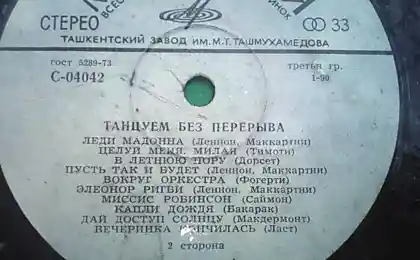 СТЕРЕО
33
ТАШКЕНТСКИЙ ЗАВОД ИМ. М.Т. ТАШМУХАМЕДОВА
ГОСТ 5289-73
С-04042
третья гр.
1-90
ТАНЦУЕМ БЕЗ ПЕРЕРЫВА
ЛЕДИ МАДОННА (Леннон, Маккартни)
ЦЕЛУЙ МЕНЯ, МИЛАЯ (Тимоти)
В ЛЕТНЮЮ ПОРУ (Дорсет)
ПУСТЬ ТАК И БУДЕТ (Леннон, Маккартни)
ВОКРУГ ОРКЕСТРА (Фогерти)
ЭЛЕОНОР РИГБИ (Леннон, Маккартни)
МИССИС РОБИНСОН (Саймон)
КАПЛИ ДОЖДЯ (Бакарак)
ДАЙ ДОСТУП СОЛНЦУ (Макдермонт)
ВЕЧЕРИНКА КОНЧИЛАСЬ (Ласт)
2 сторона